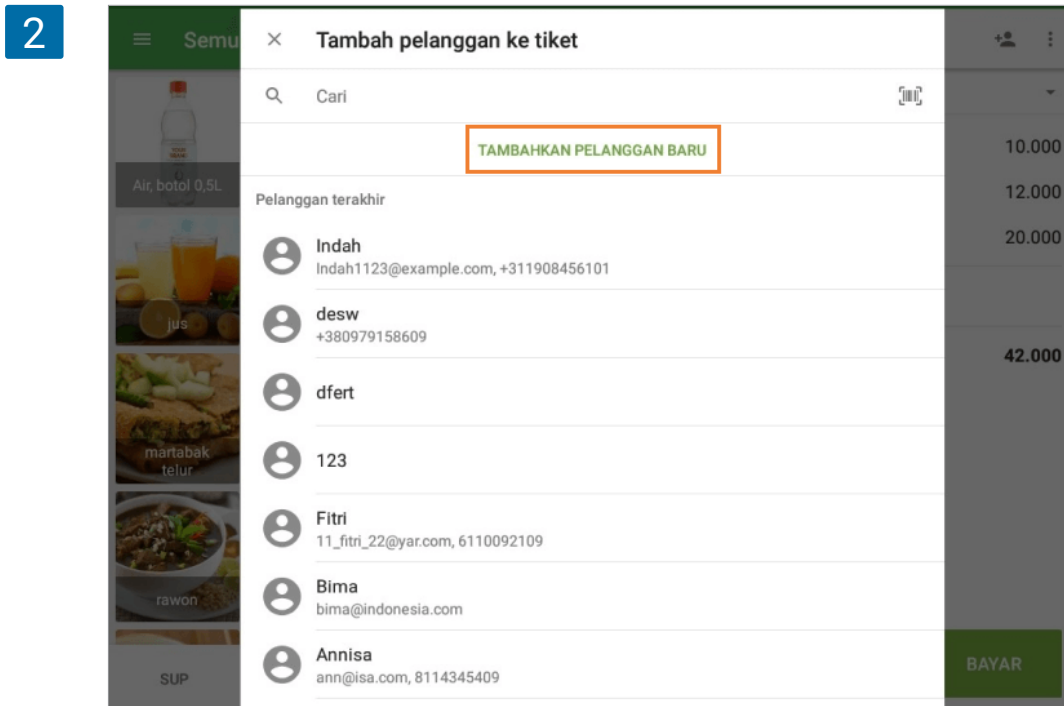 2
Semu
Tambah pelanggan ke tiket
Cari
TAMBAHKAN PELANGGAN BARU
Pelanggan terakhir
Indah
Indah1123@example.com, +311908456101
desw
+380979158609
dfert
123
Fitri
11_fitri_22@yar.com, 6110092109
Bima
bima@indonesia.com
Annisa
ann@isa.com, 8114345409
Air, botol 0,5L
jus
martabak
telur
rawon
SUP
10.000
12.000
20.000
42.000
BAYAR